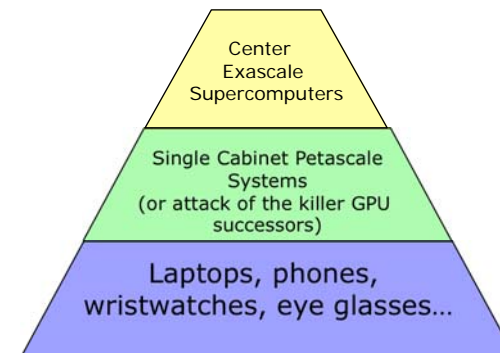 Center
Exascale
Supercomputers
Single Cabinet Petascale
Systems
(or attack of the killer GPU
successors)
Laptops, phones,
wristwatches, eye glasses…